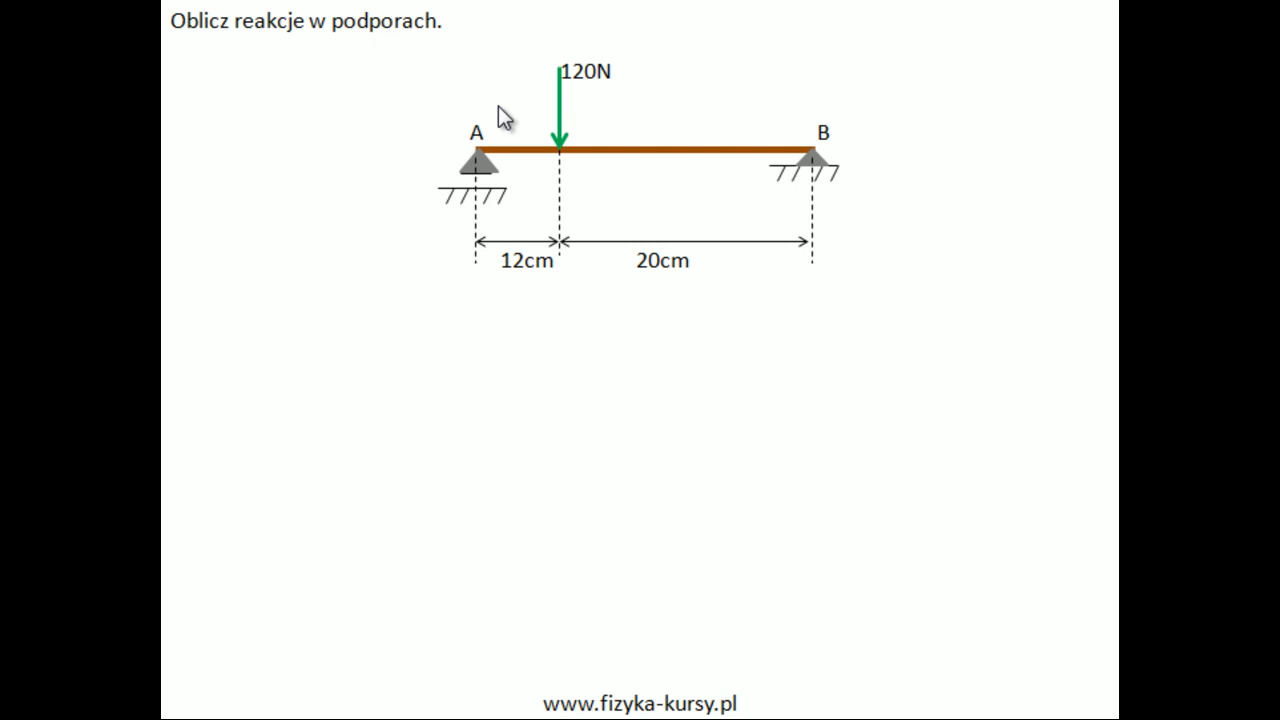 Oblicz reakcje w podporach.
120N
A
B
12cm
20cm
www.fizyka-kursy.pl